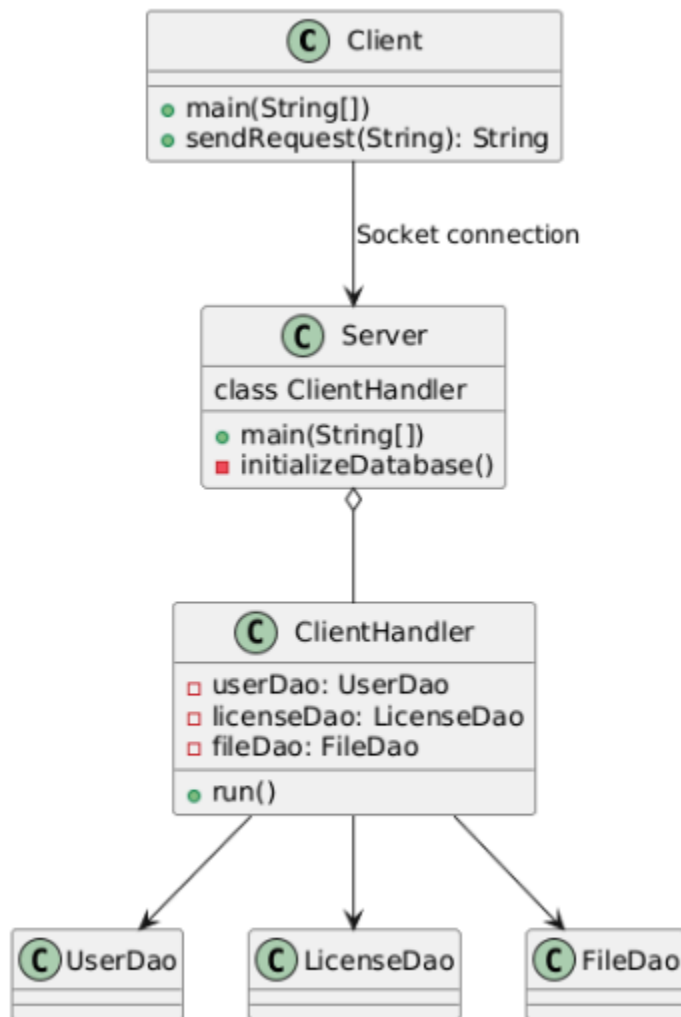 C Client
main(String[])
sendRequest(String): String
Socket connection
C Server
class ClientHandler
main(String[])
initializeDatabase()
C ClientHandler
userDao: UserDao
licenseDao: LicenseDao
fileDao: FileDao
run()
C UserDao
C LicenseDao
C FileDao